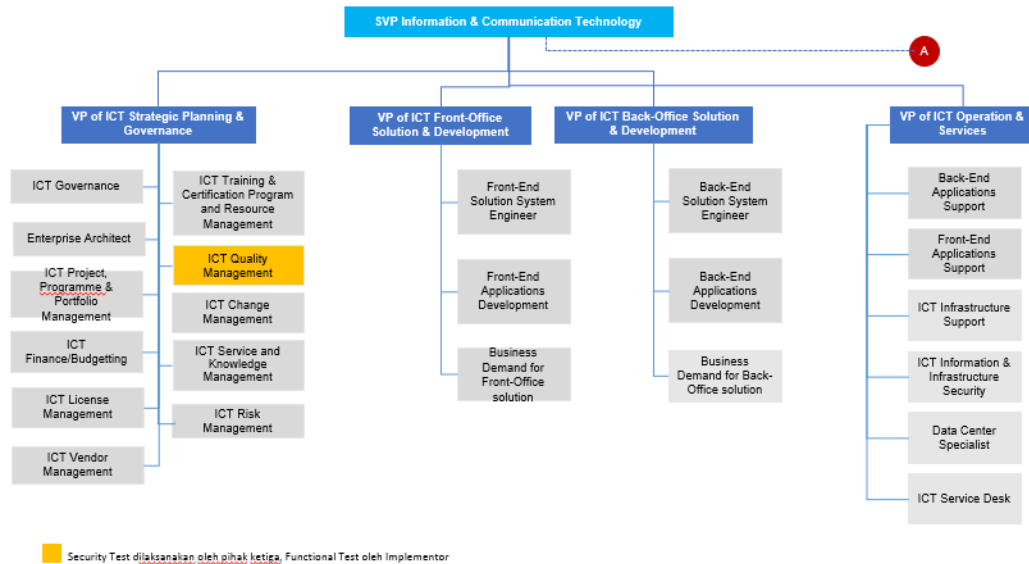 SVP Information & Communication Technology
A
VP of ICT Strategic Planning &
Governance
VP of ICT Front-Office
Solution & Development
VP of ICT Back-Office Solution
& Development
VP of ICT Operation &
Services
ICT Governance
Enterprise Architect
ICT Project,
Programme &
Portfolio
Management
ICT
Finance/Budgetting
ICT License
Management
ICT Vendor
Management
ICT Training &
Certification Program
and Resource
Management
ICT Quality
Management
ICT Change
Management
ICT Service and
Knowledge
Management
ICT Risk
Management
Front-End
Solution System
Engineer
Front-End
Applications
Development
Business
Demand for
Front-Office
solution
Back-End
Solution System
Engineer
Back-End
Applications
Development
Business
Demand for Back-
Office solution
Back-End
Applications
Support
Front-End
Applications
Support
ICT Infrastructure
Support
ICT Information &
Infrastructure
Security
Data Center
Specialist
ICT Service Desk
Security Test dilaksanakan oleh pihak ketiga, Functional Test oleh Implementor